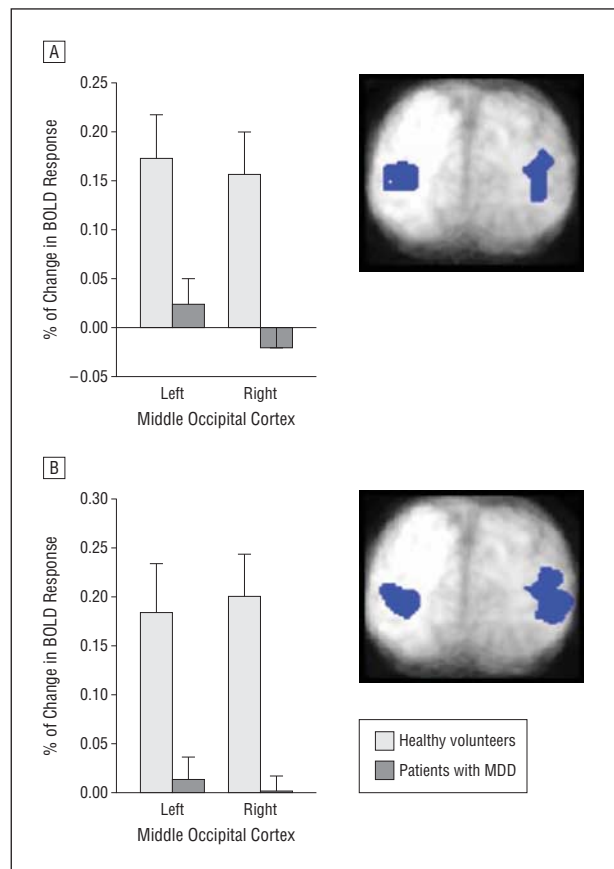 A
0.25
0.20
0.15
0.10
0.05
0.00
−0.05
% of Change in BOLD Response
Left Right
Middle Occipital Cortex
B
0.30
0.25
0.20
0.15
0.10
0.05
0.00
% of Change in BOLD Response
Left Right
Middle Occipital Cortex
Healthy volunteers
Patients with MDD